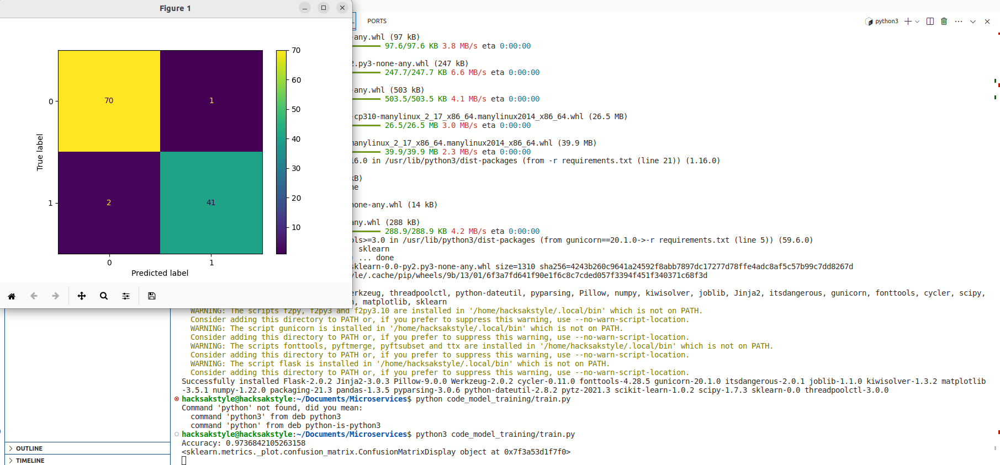 Figure 1
70
1
2
41
0
1
True label
0
1
Predicted label
70
60
50
40
30
20
10
PORTS
python3
any.whl (97 kB)
97.6/97.6 KB 3.8 MB/s eta 0:00:00
2.py3-none-any.whl (247 kB)
247.7/247.7 KB 6.6 MB/s eta 0:00:00
any.whl (503 kB)
503.5/503.5 KB 4.1 MB/s eta 0:00:00
-cp310-manylinux_2_17_x86_64.manylinux2014_x86_64.whl (26.5 MB)
26.5/26.5 MB 3.0 MB/s eta 0:00:00
manylinux_2_17_x86_64.manylinux2014_x86_64.whl (39.9 MB)
39.9/39.9 MB 2.3 MB/s eta 0:00:00
16.0 in /usr/lib/python3/dist-packages (from -r requirements.txt (line 21)) (1.16.0)
kB)
ne
none-any.whl (14 kB)
any.whl (288 kB)
288.9/288.9 KB 4.2 MB/s eta 0:00:00
ols>=3.0 in /usr/lib/python3/dist-packages (from gunicorn==20.1.0->-r requirements.txt (line 5)) (59.6.0)
: sklearn
) ... done
sklearn-0.0-py2.py3-none-any.whl size=1310 sha256=4243b260c9641a24592f8abb7897dc17277d78ffe4adc8af5c57b99c7dd8267d
le/.cache/pip/wheels/9b/13/01/6f3a7fd641f90e1f6c8c7cded057f3394f451f340371c68f3d
erkzeug, threadpoolctl, python-dateutil, pyparsing, Pillow, numpy, kiwisolver, joblib, Jinja2, itsdangerous, gunicorn, fonttools, cycler, scipy,
, matplotlib, sklearn
WARNING: The scripts f2py, f2py3 and f2py3.10 are installed in '/home/hacksakstyle/.local/bin' which is not on PATH.
Consider adding this directory to PATH or, if you prefer to suppress this warning, use --no-warn-script-location.
WARNING: The script gunicorn is installed in '/home/hacksakstyle/.local/bin' which is not on PATH.
Consider adding this directory to PATH or, if you prefer to suppress this warning, use --no-warn-script-location.
WARNING: The scripts fonttools, pyftmerge, pyftsubset and ttx are installed in '/home/hacksakstyle/.local/bin' which is not on PATH.
Consider adding this directory to PATH or, if you prefer to suppress this warning, use --no-warn-script-location.
WARNING: The script flask is installed in '/home/hacksakstyle/.local/bin' which is not on PATH.
Consider adding this directory to PATH or, if you prefer to suppress this warning, use --no-warn-script-location.
Successfully installed Flask-2.0.2 Jinja2-3.0.3 Pillow-9.0.0 Werkzeug-2.0.2 cycler-0.11.0 fonttools-4.28.5 gunicorn-20.1.0 itsdangerous-2.0.1 joblib-1.1.0 kiwisolver-1.3.2 matplotlib
-3.5.1 numpy-1.22.0 packaging-21.3 pandas-1.3.5 pyparsing-3.0.6 python-dateutil-2.8.2 pytz-2021.3 scikit-learn-1.0.2 scipy-1.7.3 sklearn-0.0 threadpoolctl-3.0.0
hacksakstyle@hacksakstyle:~/Documents/Microservices$ python code_model_training/train.py
Command 'python' not found, did you mean:
command 'python3' from deb python3
command 'python' from deb python-is-python3
hacksakstyle@hacksakstyle:~/Documents/Microservices$ python3 code_model_training/train.py
Accuracy: 0.9736842105263158
<sklearn.metrics._plot.confusion_matrix.ConfusionMatrixDisplay object at 0x7f3a53d1f7f0>
OUTLINE
TIMELINE